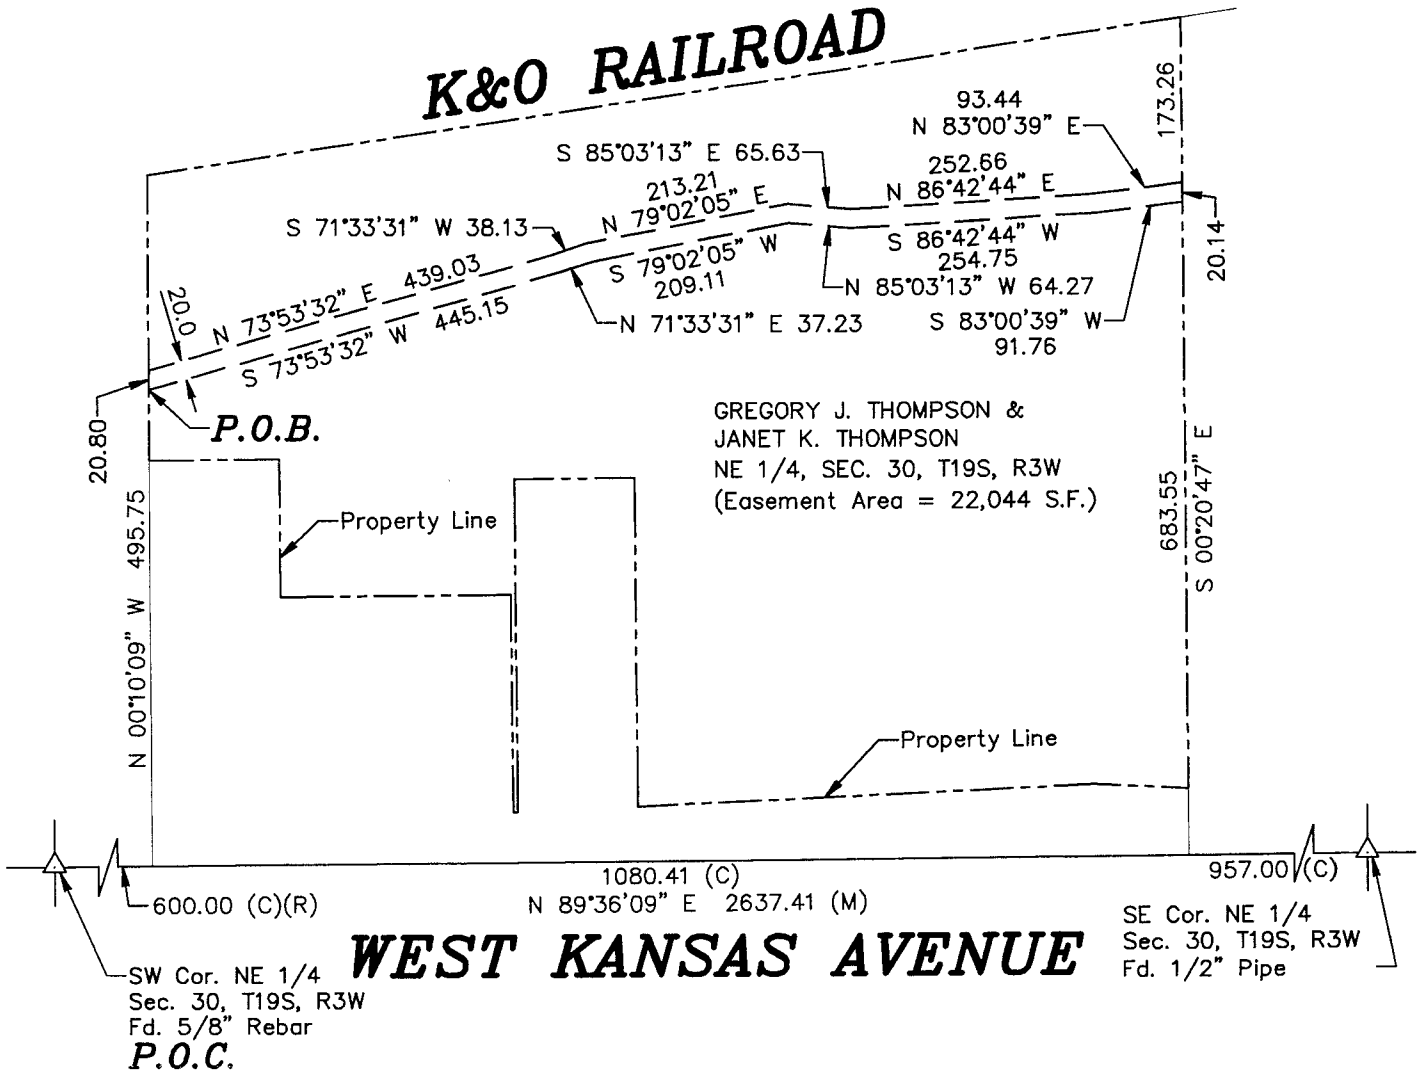 K&O RAILROAD
173.26
93.44
N 83°00'39" E
S 85°03'13" E 65.63
252.66
N 86°42'44" E
213.21
N 79°02'05" E
S 71°33'31" W 38.13
S 86°42'44" W
254.75
20.14
S 79°02'05" W
209.11
N 85°03'13" W 64.27
439.03
N 73°53'32" E
20.0
S 73°53'32" W 445.15
N 71°33'31" E 37.23
S 83°00'39" W
91.76
P.O.B.
20.80
GREGORY J. THOMPSON &
JANET K. THOMPSON
NE 1/4, SEC. 30, T19S, R3W
(Easement Area = 22,044 S.F.)
683.55
S 00°20'47" E
Property Line
N 00°10'09" W 495.75
Property Line
1080.41 (C)
957.00 (C)
600.00 (C)(R)
N 89°36'09" E 2637.41 (M)
WEST KANSAS AVENUE
SE Cor. NE 1/4
Sec. 30, T19S, R3W
Fd. 1/2" Pipe
SW Cor. NE 1/4
Sec. 30, T19S, R3W
Fd. 5/8" Rebar
P.O.C.